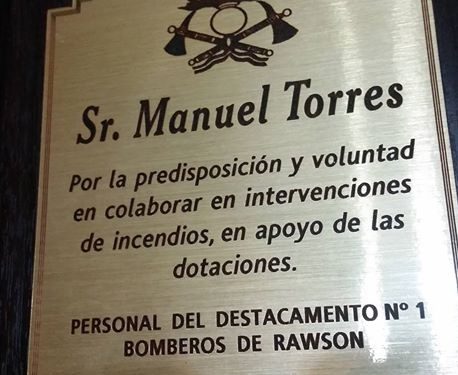 Sr. Manuel Torres
Por la predisposición y voluntad
en colaborar en intervenciones
de incendios, en apoyo de las
dotaciones.
PERSONAL DEL DESTACAMENTO Nº 1
BOMBEROS DE RAWSON